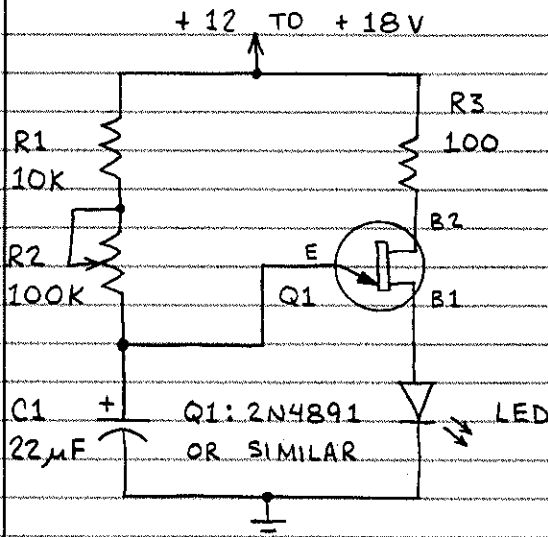 + 12 TO + 18 V
R1
10K
R3
100
B2
R2
100K
E
Q1
B1
C1
22µF
+
Q1: 2N4891
OR SIMILAR
LED